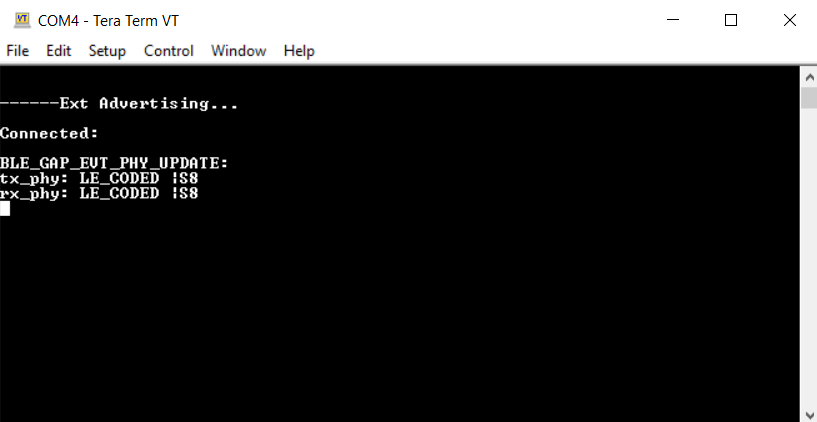 COM4 - Tera Term VT
File Edit Setup Control Window Help
------Ext Advertising...
Connected:
BLE_GAP_EVT_PHY_UPDATE:
tx_phy: LE_CODED |S8
rx_phy: LE_CODED |S8